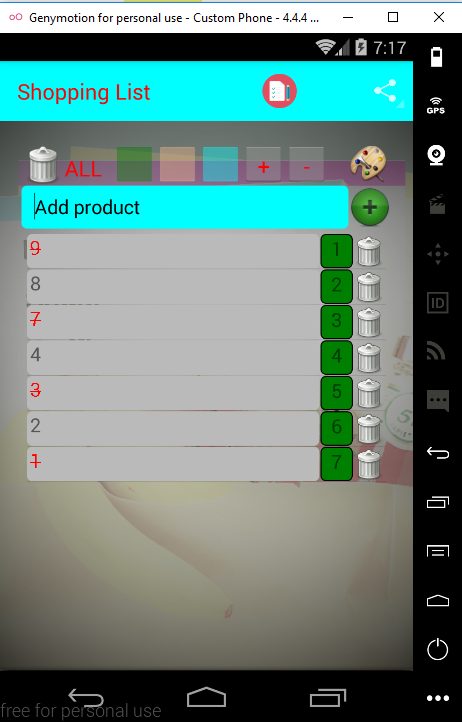 Genymotion for personal use - Custom Phone - 4.4.4 ...
7:17
Shopping List
GPS
ALL
+
-
Add product
9 1
8 2
7 3
4 4
3 5
ID
2 6
1 7
free for personal use